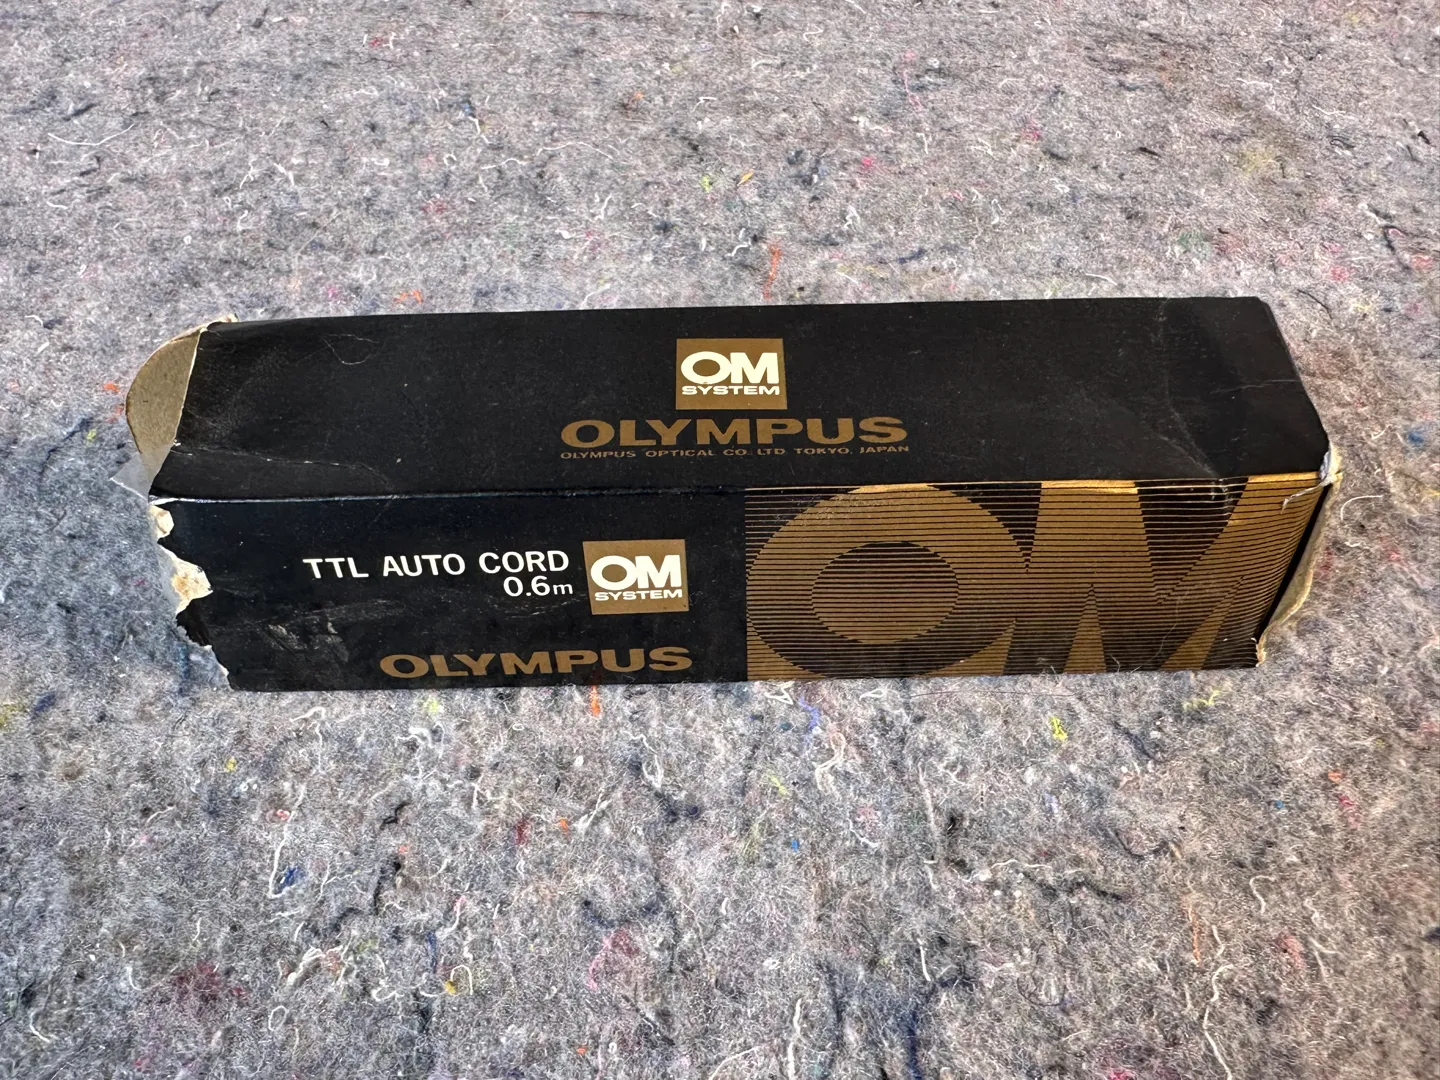 OM
SYSTEM
OLYMPUS
OLYMPUS OPTICAL CO. LTD TOKYO, JAPAN
TTL AUTO CORD
0.6m
OM
SYSTEM
OLYMPUS
OM